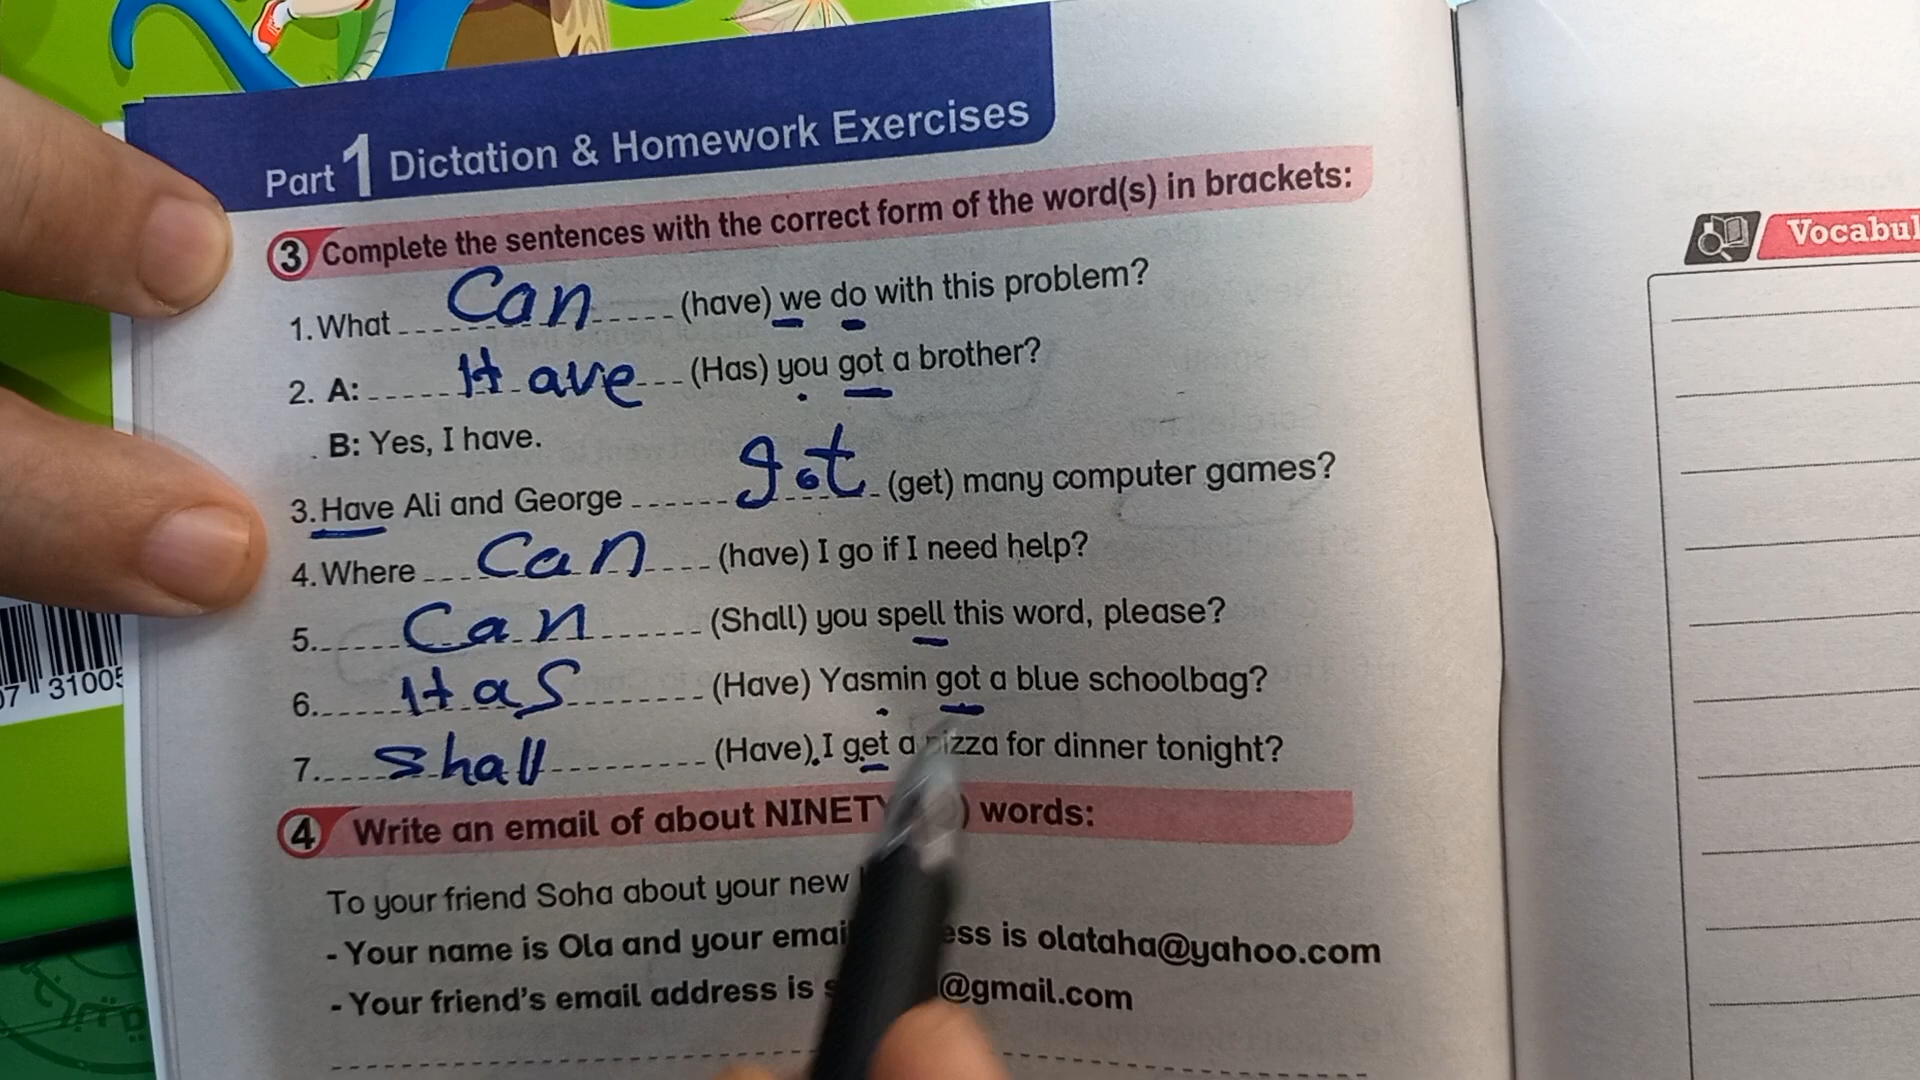 Part 1 Dictation & Homework Exercises
3 Complete the sentences with the correct form of the word(s) in brackets:
1. What Can (have) we do with this problem?
2. A: Have (Has) you got a brother?
B: Yes, I have.
3. Have Ali and George got (get) many computer games?
4. Where Can (have) I go if I need help?
5. Can (Shall) you spell this word, please?
6. Has (Have) Yasmin got a blue schoolbag?
7. Shall (Have) I get a pizza for dinner tonight?
4 Write an email of about NINETY words:
To your friend Soha about your new
- Your name is Ola and your email is olataha@yahoo.com
- Your friend's email address is @gmail.com
Vocabul
07 31005